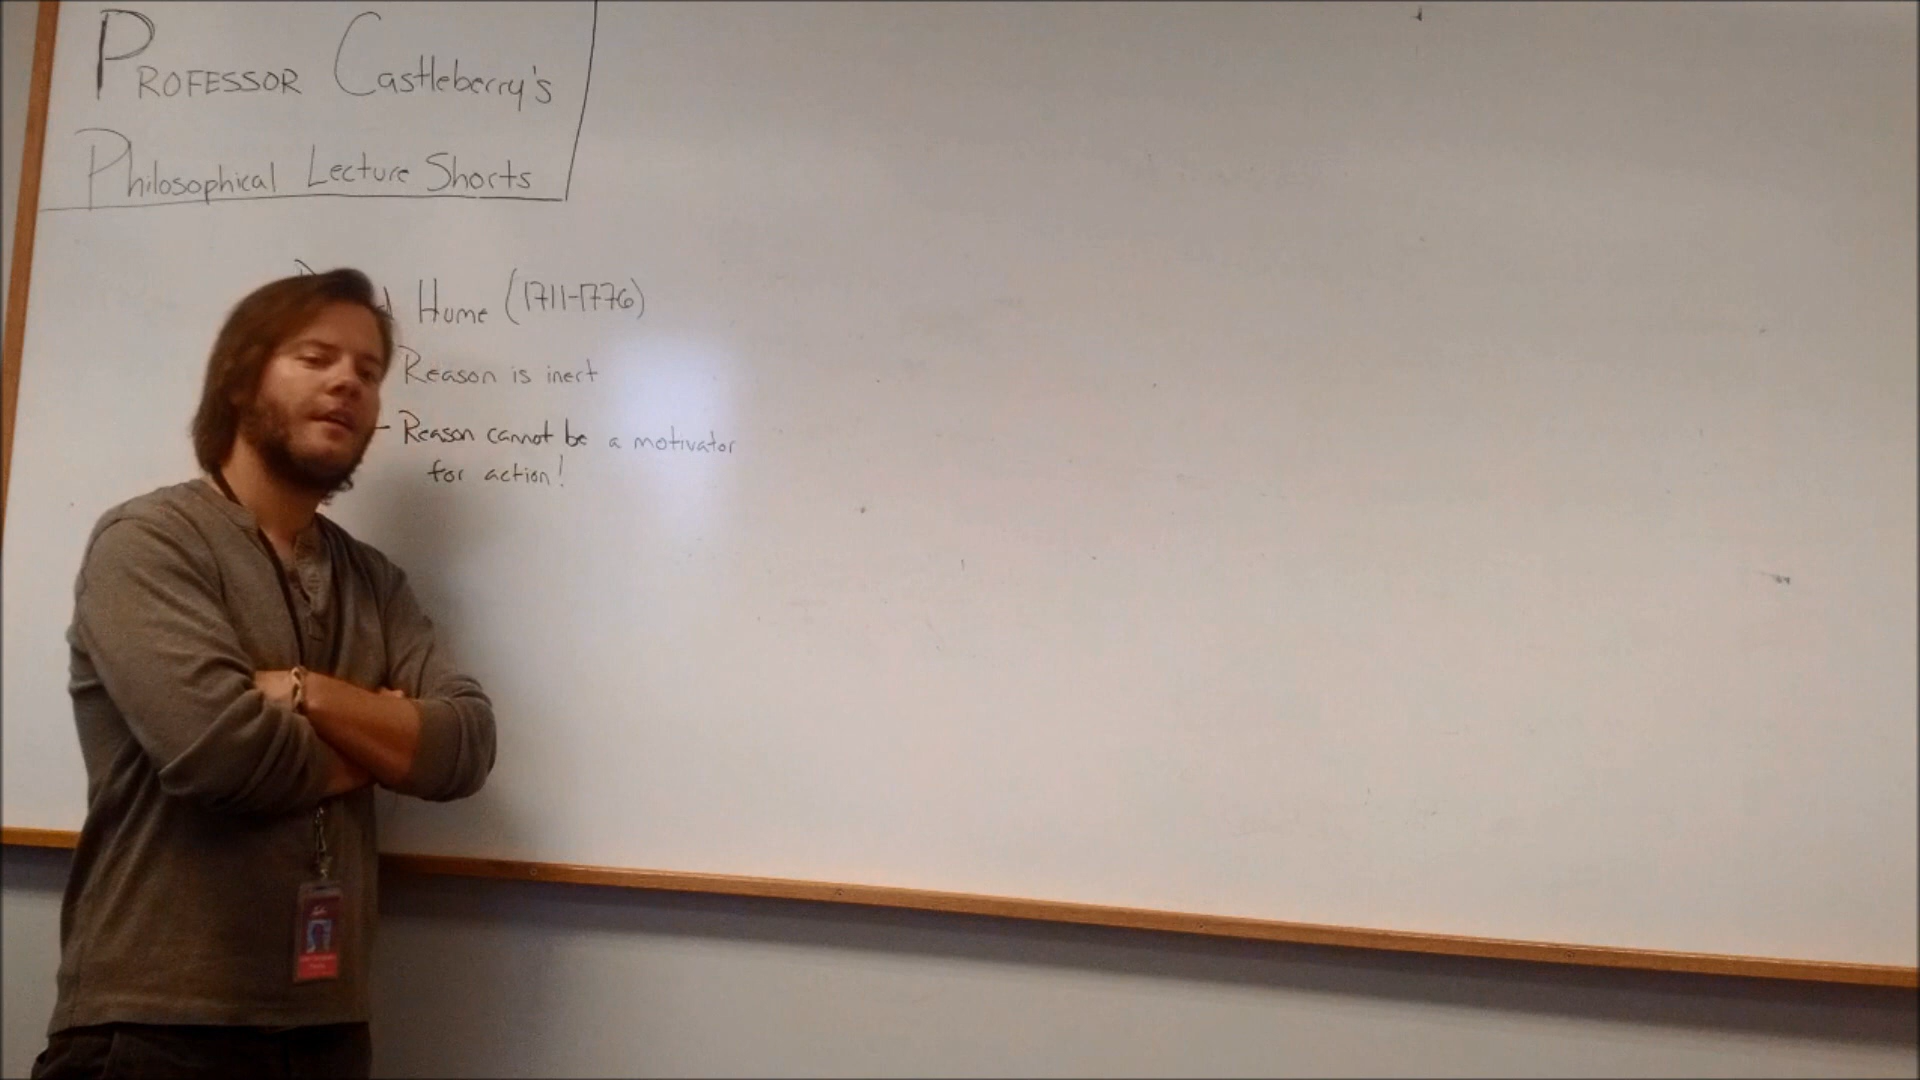 PROFESSOR Castleberry's
Philosophical Lecture Shorts
Hume (1711-1776)
Reason is inert
- Reason cannot be a motivator
for action!